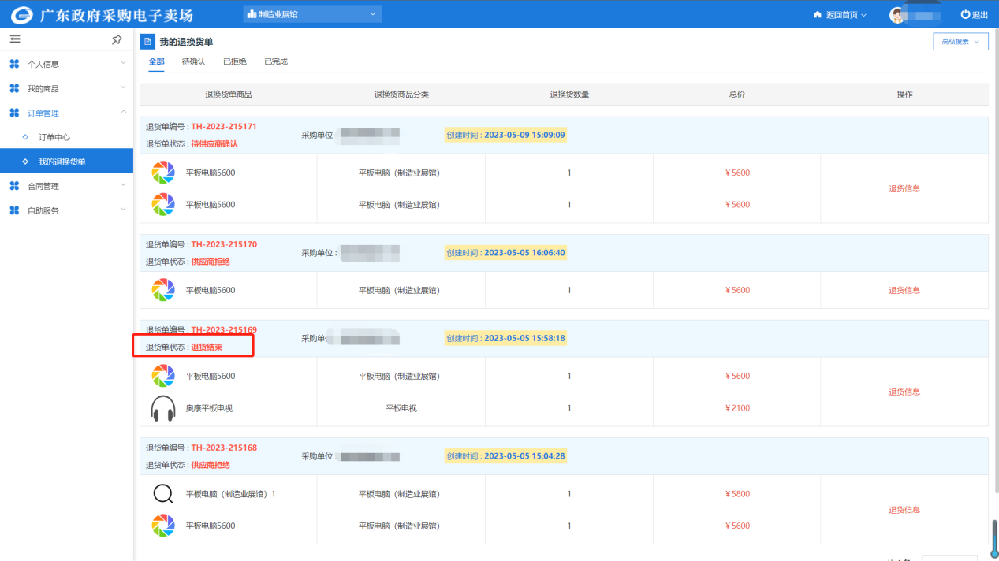 广东政府采购电子卖场
制造业展馆
返回首页
退出
个人信息
我的商品
订单管理
订单中心
我的退换货单
合同管理
自助服务
我的退换货单
高级搜索
全部 待确认 已拒绝 已完成
退换货单商品 退换货商品分类 退换货数量 总价 操作
退货单编号 : TH-2023-215171
退货单状态 : 待供应商确认
采购单位
创建时间 : 2023-05-09 15:09:09
平板电脑5600 平板电脑（制造业展馆） 1 ¥5600
平板电脑5600 平板电脑（制造业展馆） 1 ¥5600
退货信息
退货单编号 : TH-2023-215170
退货单状态 : 供应商拒绝
采购单位 :
创建时间 : 2023-05-05 16:06:40
平板电脑5600 平板电脑（制造业展馆） 1 ¥5600 退货信息
退货单编号 : TH-2023-215169
退货单状态 : 退货结束
采购单
创建时间 : 2023-05-05 15:58:18
平板电脑5600 平板电脑（制造业展馆） 1 ¥5600
奥康平板电视 平板电视 1 ¥2100
退货信息
退货单编号 : TH-2023-215168
退货单状态 : 供应商拒绝
采购单位
创建时间 : 2023-05-05 15:04:28
平板电脑（制造业展馆）1 平板电脑（制造业展馆） 1 ¥5800
平板电脑5600 平板电脑（制造业展馆） 1 ¥5600
退货信息